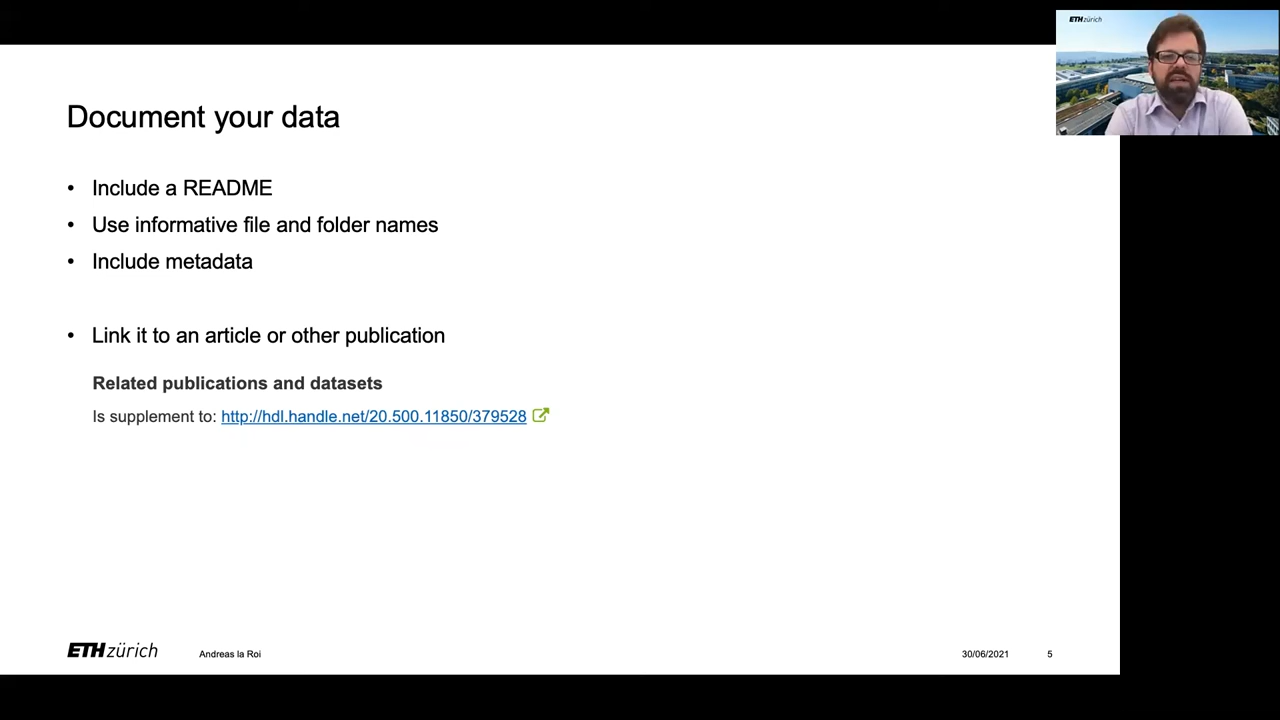 ETH zürich
Document your data
• Include a README
• Use informative file and folder names
• Include metadata
• Link it to an article or other publication
Related publications and datasets
Is supplement to: http://hdl.handle.net/20.500.11850/379528
ETH zürich Andreas la Roi 30/06/2021 5